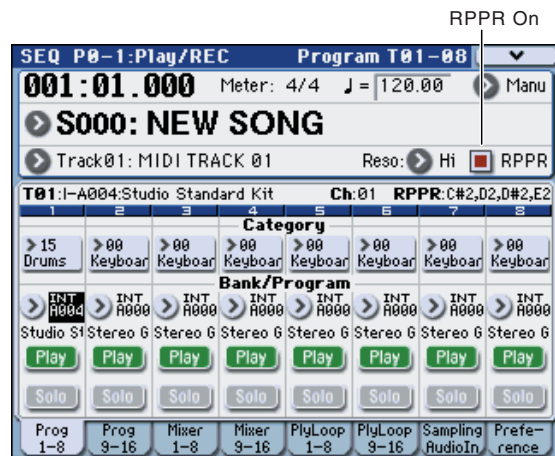 RPPR On
SEQ P0-1:Play/REC Program T01-08
001:01.000 Meter: 4/4 ♩= 120.00 Manu
S000: NEW SONG
Track01: MIDI TRACK 01 Reso: Hi RPPR
T01:I-A004:Studio Standard Kit Ch:01 RPPR:C#2,D2,D#2,E2
1 2 3 4 5 6 7 8
Category
15 00 00 00 00 00 00 00
Drums Keyboar Keyboar Keyboar Keyboar Keyboar Keyboar Keyboar
Bank/Program
INT INT INT INT INT INT INT INT
A004 A000 A000 A000 A000 A000 A000 A000
Studio St Stereo G Stereo G Stereo G Stereo G Stereo G Stereo G Stereo G
Play Play Play Play Play Play Play Play
Solo Solo Solo Solo Solo Solo Solo Solo
Prog Prog Mixer Mixer PlyLoop PlyLoop Sampling Prefe-
1-8 9-16 1-8 9-16 1-8 9-16 AudioIn rence